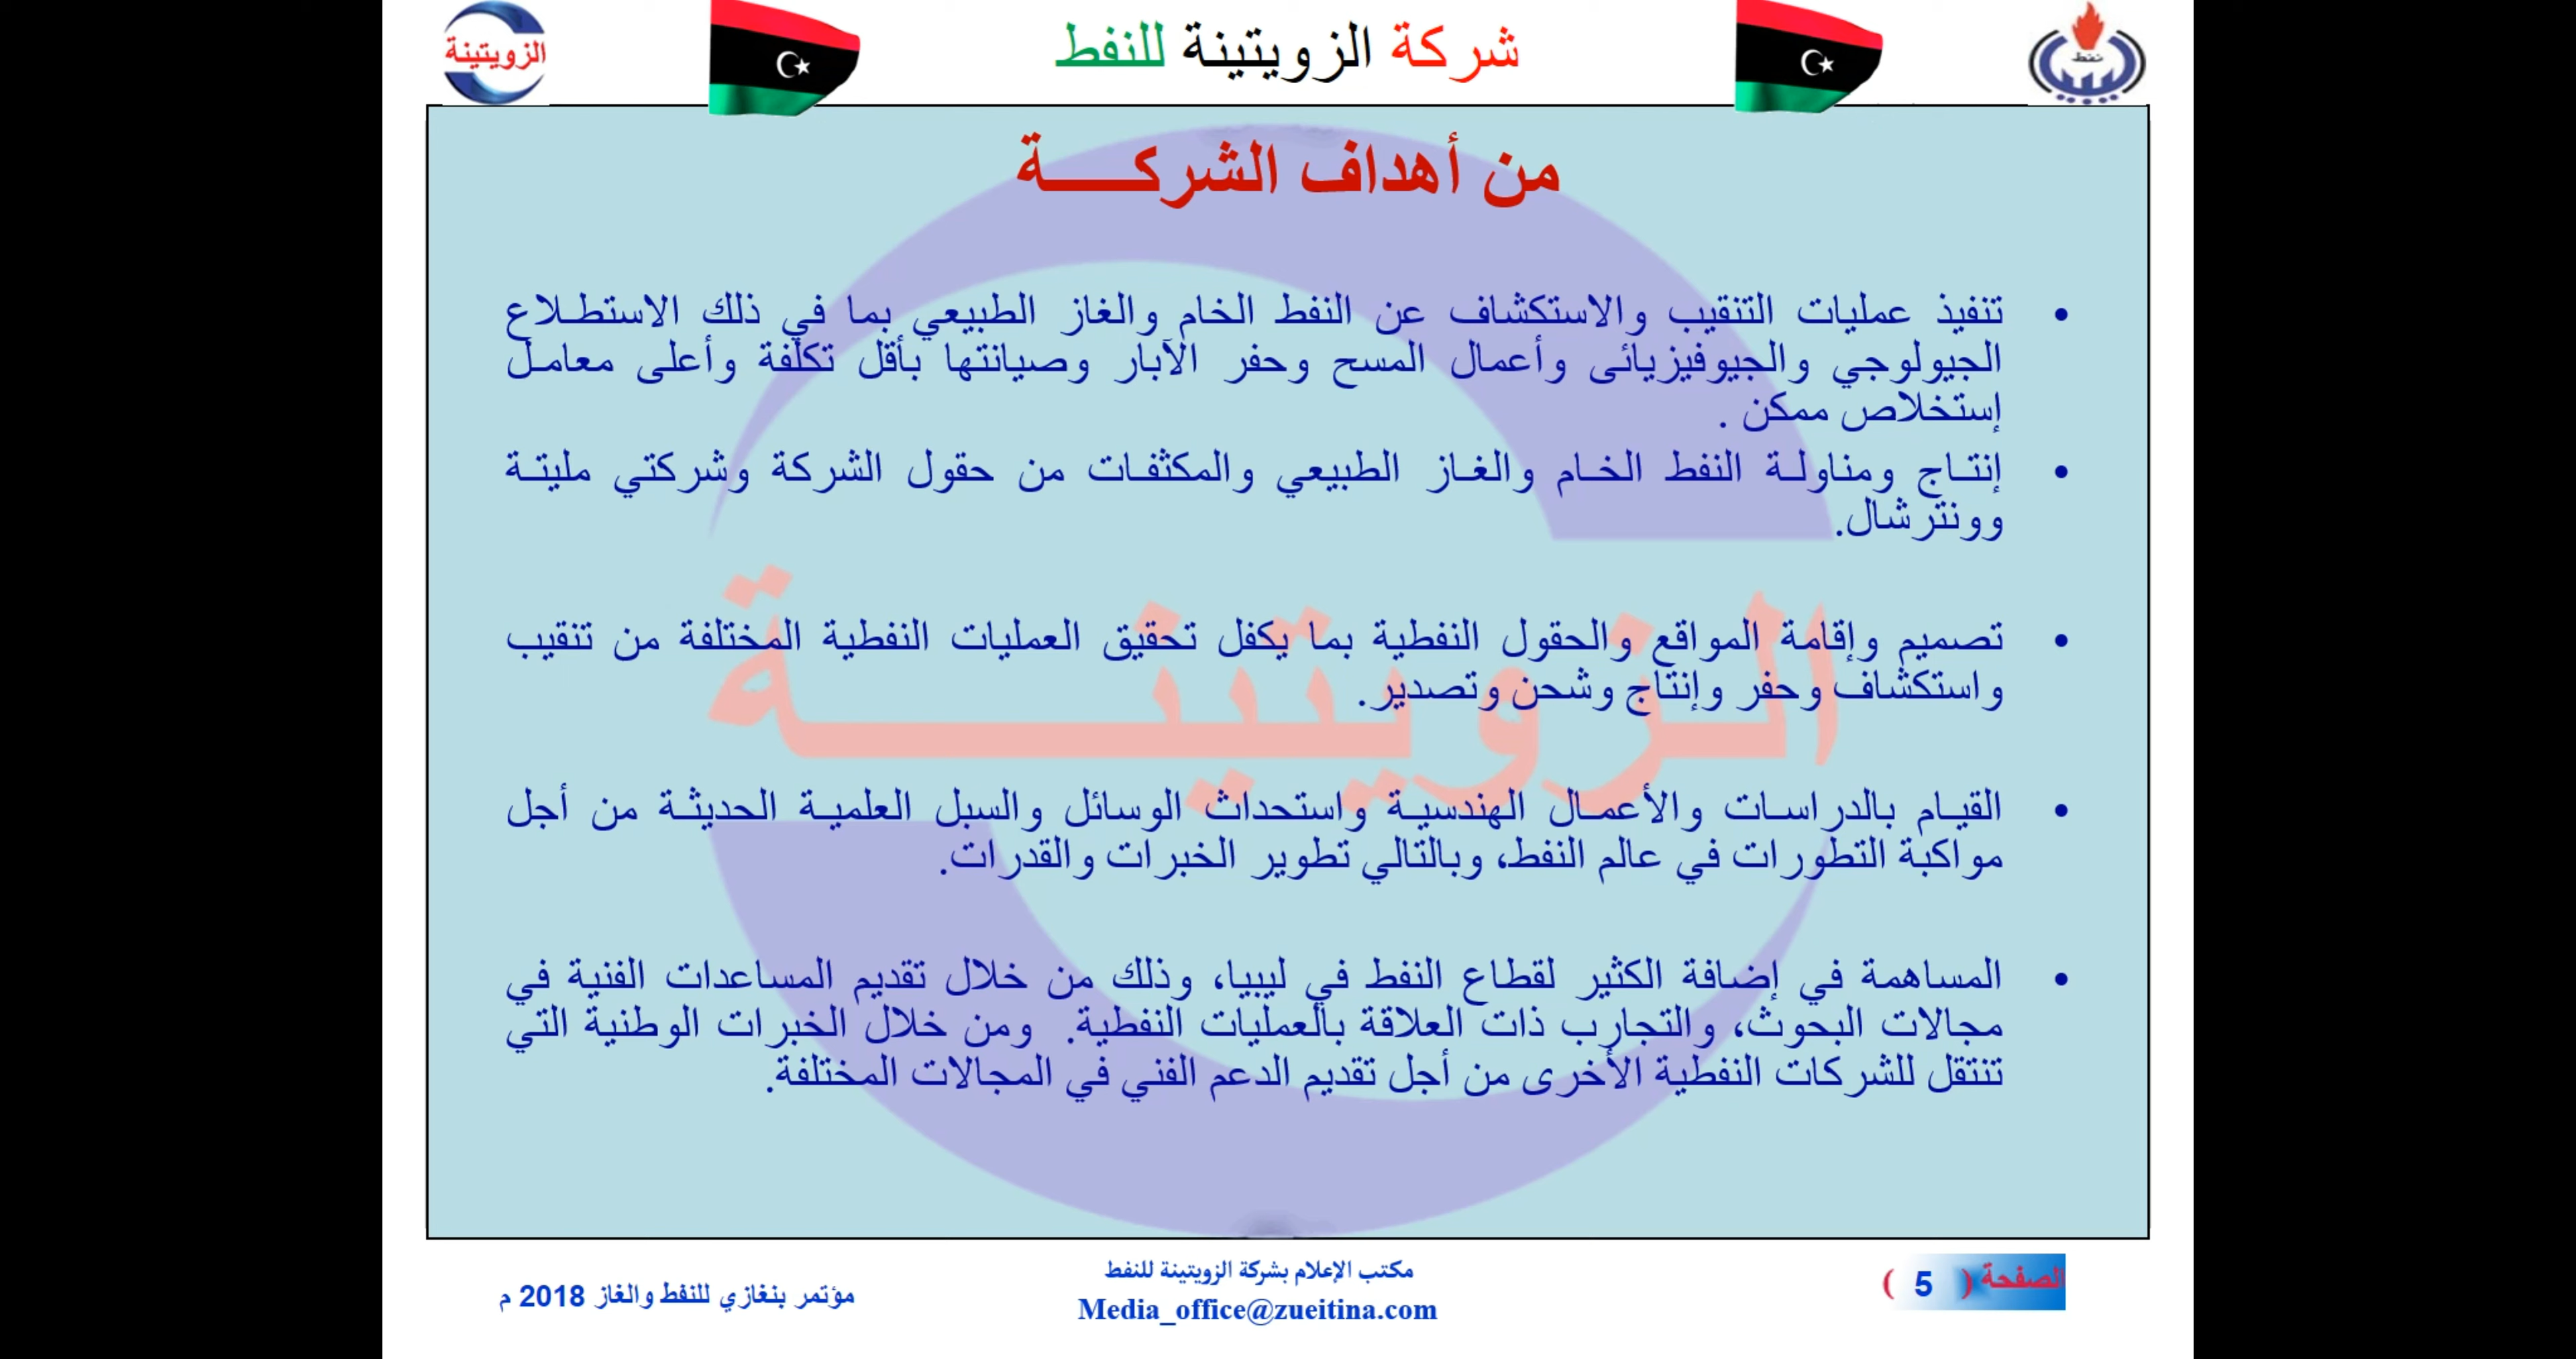 شركة الزويتينة للنفط
نفط
الزويتينة
من أهداف الشركــــة
• تنفيذ عمليات التنقيب والاستكشاف عن النفط الخام والغاز الطبيعي بما في ذلك الاستطـلاع
الجيولوجي والجيوفيزيائى وأعمال المسح وحفر الآبار وصيانتها بأقل تكلفة وأعلى معامـل
إستخلاص ممكن .
• إنتـاج ومناولـة النفط الخـام والغـاز الطبيعي والمكثفـات من حقول الشركة وشركتي مليتـة
وونترشال.
• تصميم وإقامة المواقع والحقول النفطية بما يكفل تحقيق العمليات النفطية المختلفة من تنقيب
واستكشاف وحفر وإنتاج وشحن وتصدير.
• القيـام بالدراسـات والأعمـال الهندسيـة واستحداث الوسائل والسبل العلميـة الحديثـة من أجل
مواكبة التطورات في عالم النفط، وبالتالي تطوير الخبرات والقدرات.
• المساهمة في إضافة الكثير لقطاع النفط في ليبيا، وذلك من خلال تقديم المساعدات الفنية في
مجالات البحوث، والتجارب ذات العلاقة بالعمليات النفطية. ومن خلال الخبرات الوطنية التي
تنتقل للشركات النفطية الأخرى من أجل تقديم الدعم الفني في المجالات المختلفة.
الزويتينــــة
الصفحة ( 5 )
مكتب الإعلام بشركة الزويتينة للنفط
Media_office@zueitina.com
مؤتمر بنغازي للنفط والغاز 2018 م